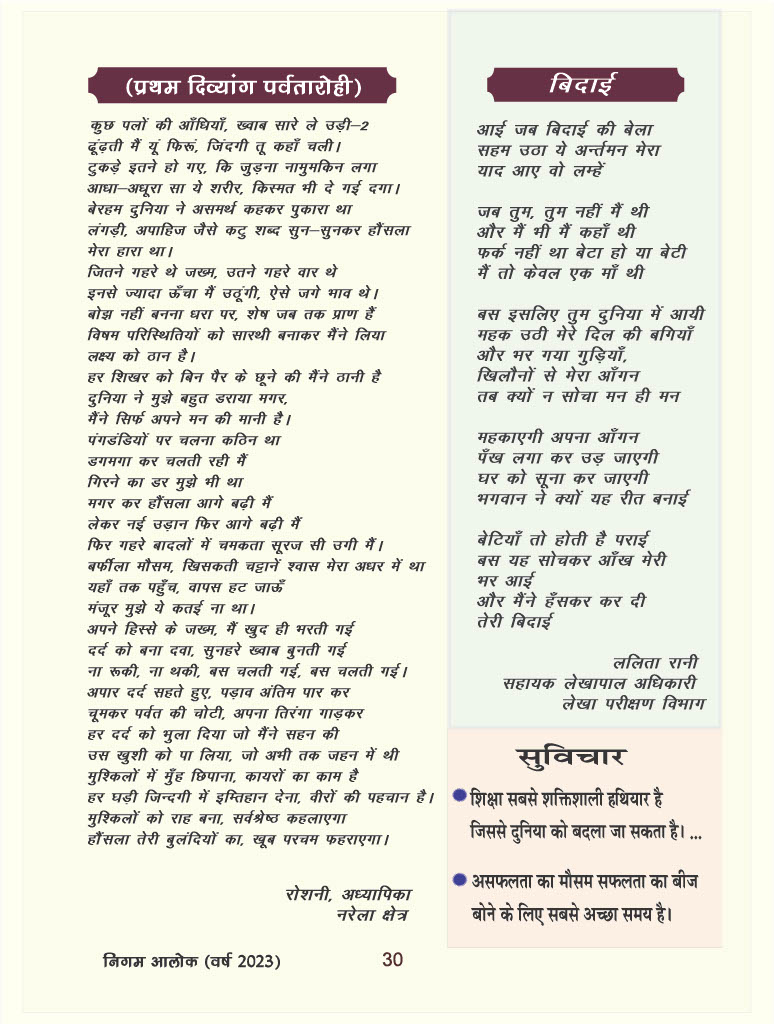 (प्रथम दिव्यांग पर्वतारोही)
कुछ पलों की आँधियाँ, ख्वाब सारे ले उड़ी–2
ढूंढ़ती मैं यूं फिरूं, जिंदगी तू कहाँ चली।
टुकड़े इतने हो गए, कि जुड़ना नामुमकिन लगा
आधा–अधूरा सा ये शरीर, किस्मत भी दे गई दगा।
बेरहम दुनिया ने असमर्थ कहकर पुकारा था
लंगड़ी, अपाहिज जैसे कटु शब्द सुन–सुनकर हौंसला
मेरा हारा था।
जितने गहरे थे जख्म, उतने गहरे वार थे
इनसे ज्यादा ऊँचा मैं उठूंगी, ऐसे जगे भाव थे।
बोझ नहीं बनना धरा पर, शेष जब तक प्राण हैं
विषम परिस्थितियों को सारथी बनाकर मैंने लिया
लक्ष्य को ठान है।
हर शिखर को बिन पैर के छूने की मैंने ठानी है
दुनिया ने मुझे बहुत डराया मगर,
मैंने सिर्फ अपने मन की मानी है।
पंगडंडियों पर चलना कठिन था
डगमगा कर चलती रही मैं
गिरने का डर मुझे भी था
मगर कर हौंसला आगे बढ़ी मैं
लेकर नई उड़ान फिर आगे बढ़ी मैं
फिर गहरे बादलों में चमकता सूरज सी उगी मैं।
बर्फीला मौसम, खिसकती चट्टानें श्वास मेरा अधर में था
यहाँ तक पहुँच, वापस हट जाऊँ
मंजूर मुझे ये कतई ना था।
अपने हिस्से के जख्म, मैं खुद ही भरती गई
दर्द को बना दवा, सुनहरे ख्वाब बुनती गई
ना रूकी, ना थकी, बस चलती गई, बस चलती गई।
अपार दर्द सहते हुए, पड़ाव अंतिम पार कर
चूमकर पर्वत की चोटी, अपना तिरंगा गाड़कर
हर दर्द को भुला दिया जो मैंने सहन की
उस खुशी को पा लिया, जो अभी तक जहन में थी
मुश्किलों में मुँह छिपाना, कायरों का काम है
हर घड़ी जिन्दगी में इम्तिहान देना, वीरों की पहचान है।
मुश्किलों को राह बना, सर्वश्रेष्ठ कहलाएगा
हौंसला तेरी बुलंदियों का, खूब परचम फहराएगा।
रोशनी, अध्यापिका
नरेला क्षेत्र
बिदाई
आई जब बिदाई की बेला
सहम उठा ये अर्न्तमन मेरा
याद आए वो लम्हें
जब तुम, तुम नहीं मैं थी
और मैं भी मैं कहाँ थी
फर्क नहीं था बेटा हो या बेटी
मैं तो केवल एक माँ थी
बस इसलिए तुम दुनिया में आयी
महक उठी मेरे दिल की बगियाँ
और भर गया गुड़ियाँ,
खिलौनों से मेरा आँगन
तब क्यों न सोचा मन ही मन
महकाएगी अपना आँगन
पँख लगा कर उड़ जाएगी
घर को सूना कर जाएगी
भगवान ने क्यों यह रीत बनाई
बेटियाँ तो होती है पराई
बस यह सोचकर आँख मेरी
भर आई
और मैंने हँसकर कर दी
तेरी बिदाई
ललिता रानी
सहायक लेखापाल अधिकारी
लेखा परीक्षण विभाग
सुविचार
शिक्षा सबसे शक्तिशाली हथियार है
जिससे दुनिया को बदला जा सकता है। ...
असफलता का मौसम सफलता का बीज
बोने के लिए सबसे अच्छा समय है।
निगम आलोक (वर्ष 2023)
30